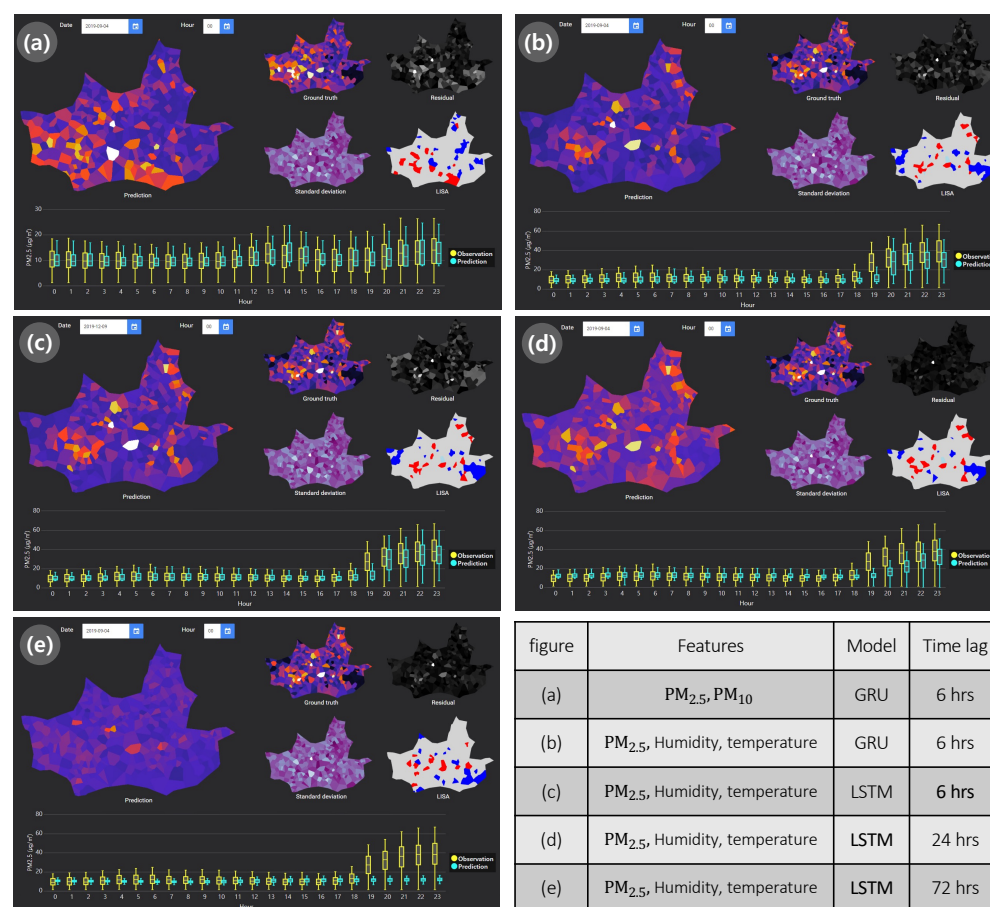 (a)
Date 2019-09-04 Hour 00
Ground truth
Residual
Prediction
Standard deviation
LISA
30
20
10
0
PM2.5 (μg/m³)
0 1 2 3 4 5 6 7 8 9 10 11 12 13 14 15 16 17 18 19 20 21 22 23
Hour
Observation
Prediction
(b)
Date 2019-09-04 Hour 00
Ground truth
Residual
Prediction
Standard deviation
LISA
80
60
40
20
0
PM2.5 (μg/m³)
0 1 2 3 4 5 6 7 8 9 10 11 12 13 14 15 16 17 18 19 20 21 22 23
Hour
Observatio
Prediction
(c)
Date 2019-12-09 Hour 00
Ground truth
Residual
Prediction
Standard deviation
LISA
80
60
40
20
0
PM2.5 (μg/m³)
0 1 2 3 4 5 6 7 8 9 10 11 12 13 14 15 16 17 18 19 20 21 22 23
Hour
Observation
Prediction
(d)
Date 2019-09-04 Hour 00
Ground truth
Residual
Prediction
Standard deviation
LISA
80
60
40
20
0
PM2.5 (μg/m³)
0 1 2 3 4 5 6 7 8 9 10 11 12 13 14 15 16 17 18 19 20 21 22 23
Hour
Observatio
Prediction
(e)
Date 2019-09-04 Hour 00
Ground truth
Residual
Prediction
Standard deviation
LISA
80
60
40
20
0
PM2.5 (μg/m³)
0 1 2 3 4 5 6 7 8 9 10 11 12 13 14 15 16 17 18 19 20 21 22 23
Hour
Observation
Prediction
figure Features Model Time lag
(a) PM₂.₅, PM₁₀ GRU 6 hrs
(b) PM₂.₅, Humidity, temperature GRU 6 hrs
(c) PM₂.₅, Humidity, temperature LSTM 6 hrs
(d) PM₂.₅, Humidity, temperature LSTM 24 hrs
(e) PM₂.₅, Humidity, temperature LSTM 72 hrs